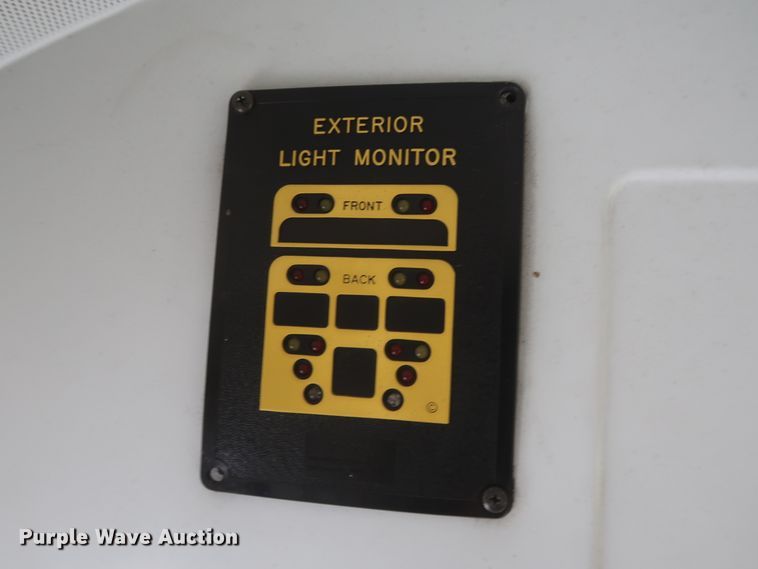 EXTERIOR
LIGHT MONITOR
FRONT
BACK
©
Purple Wave Auction